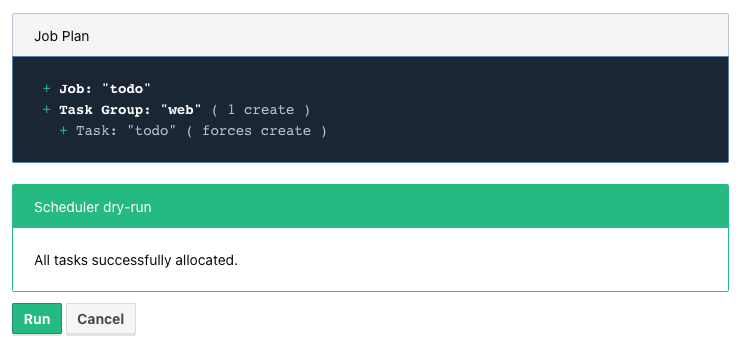 Job Plan
+ Job: "todo"
+ Task Group: "web" ( 1 create )
+ Task: "todo" ( forces create )
Scheduler dry-run
All tasks successfully allocated.
Run Cancel